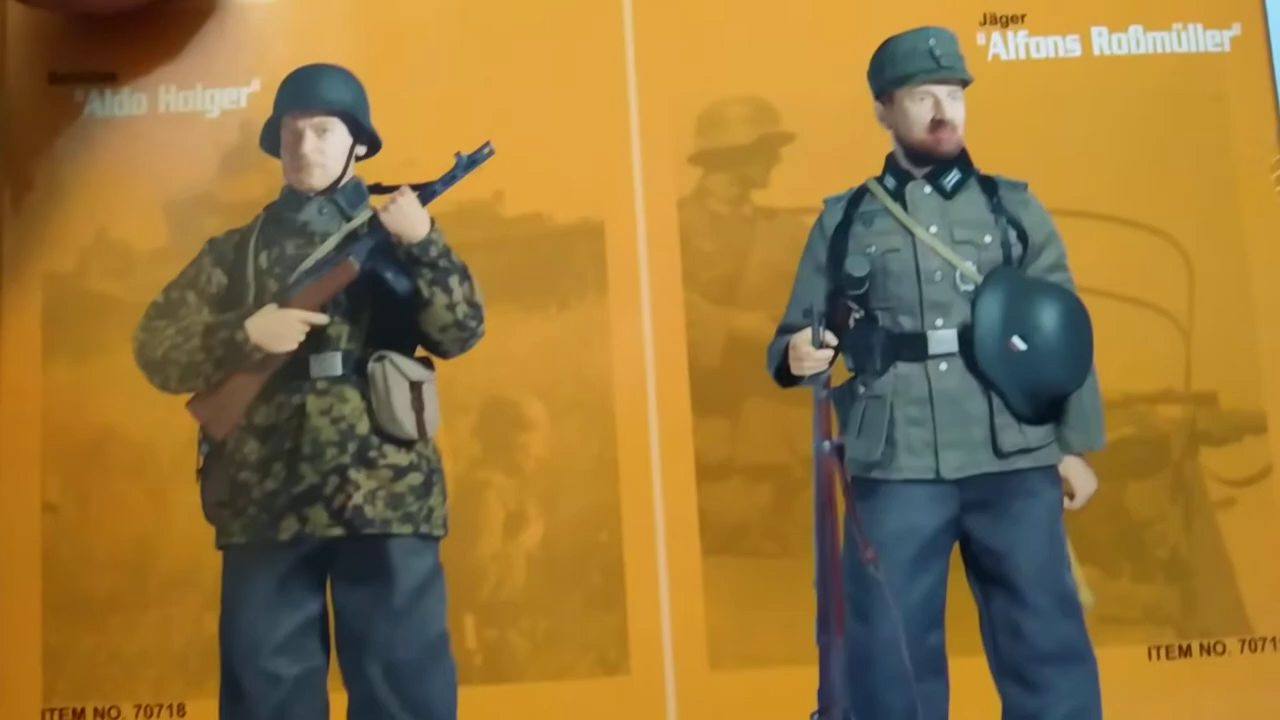 "Aldo Holger"
ITEM NO. 70718
Jäger
"Alfons Roßmüller"
ITEM NO. 7071